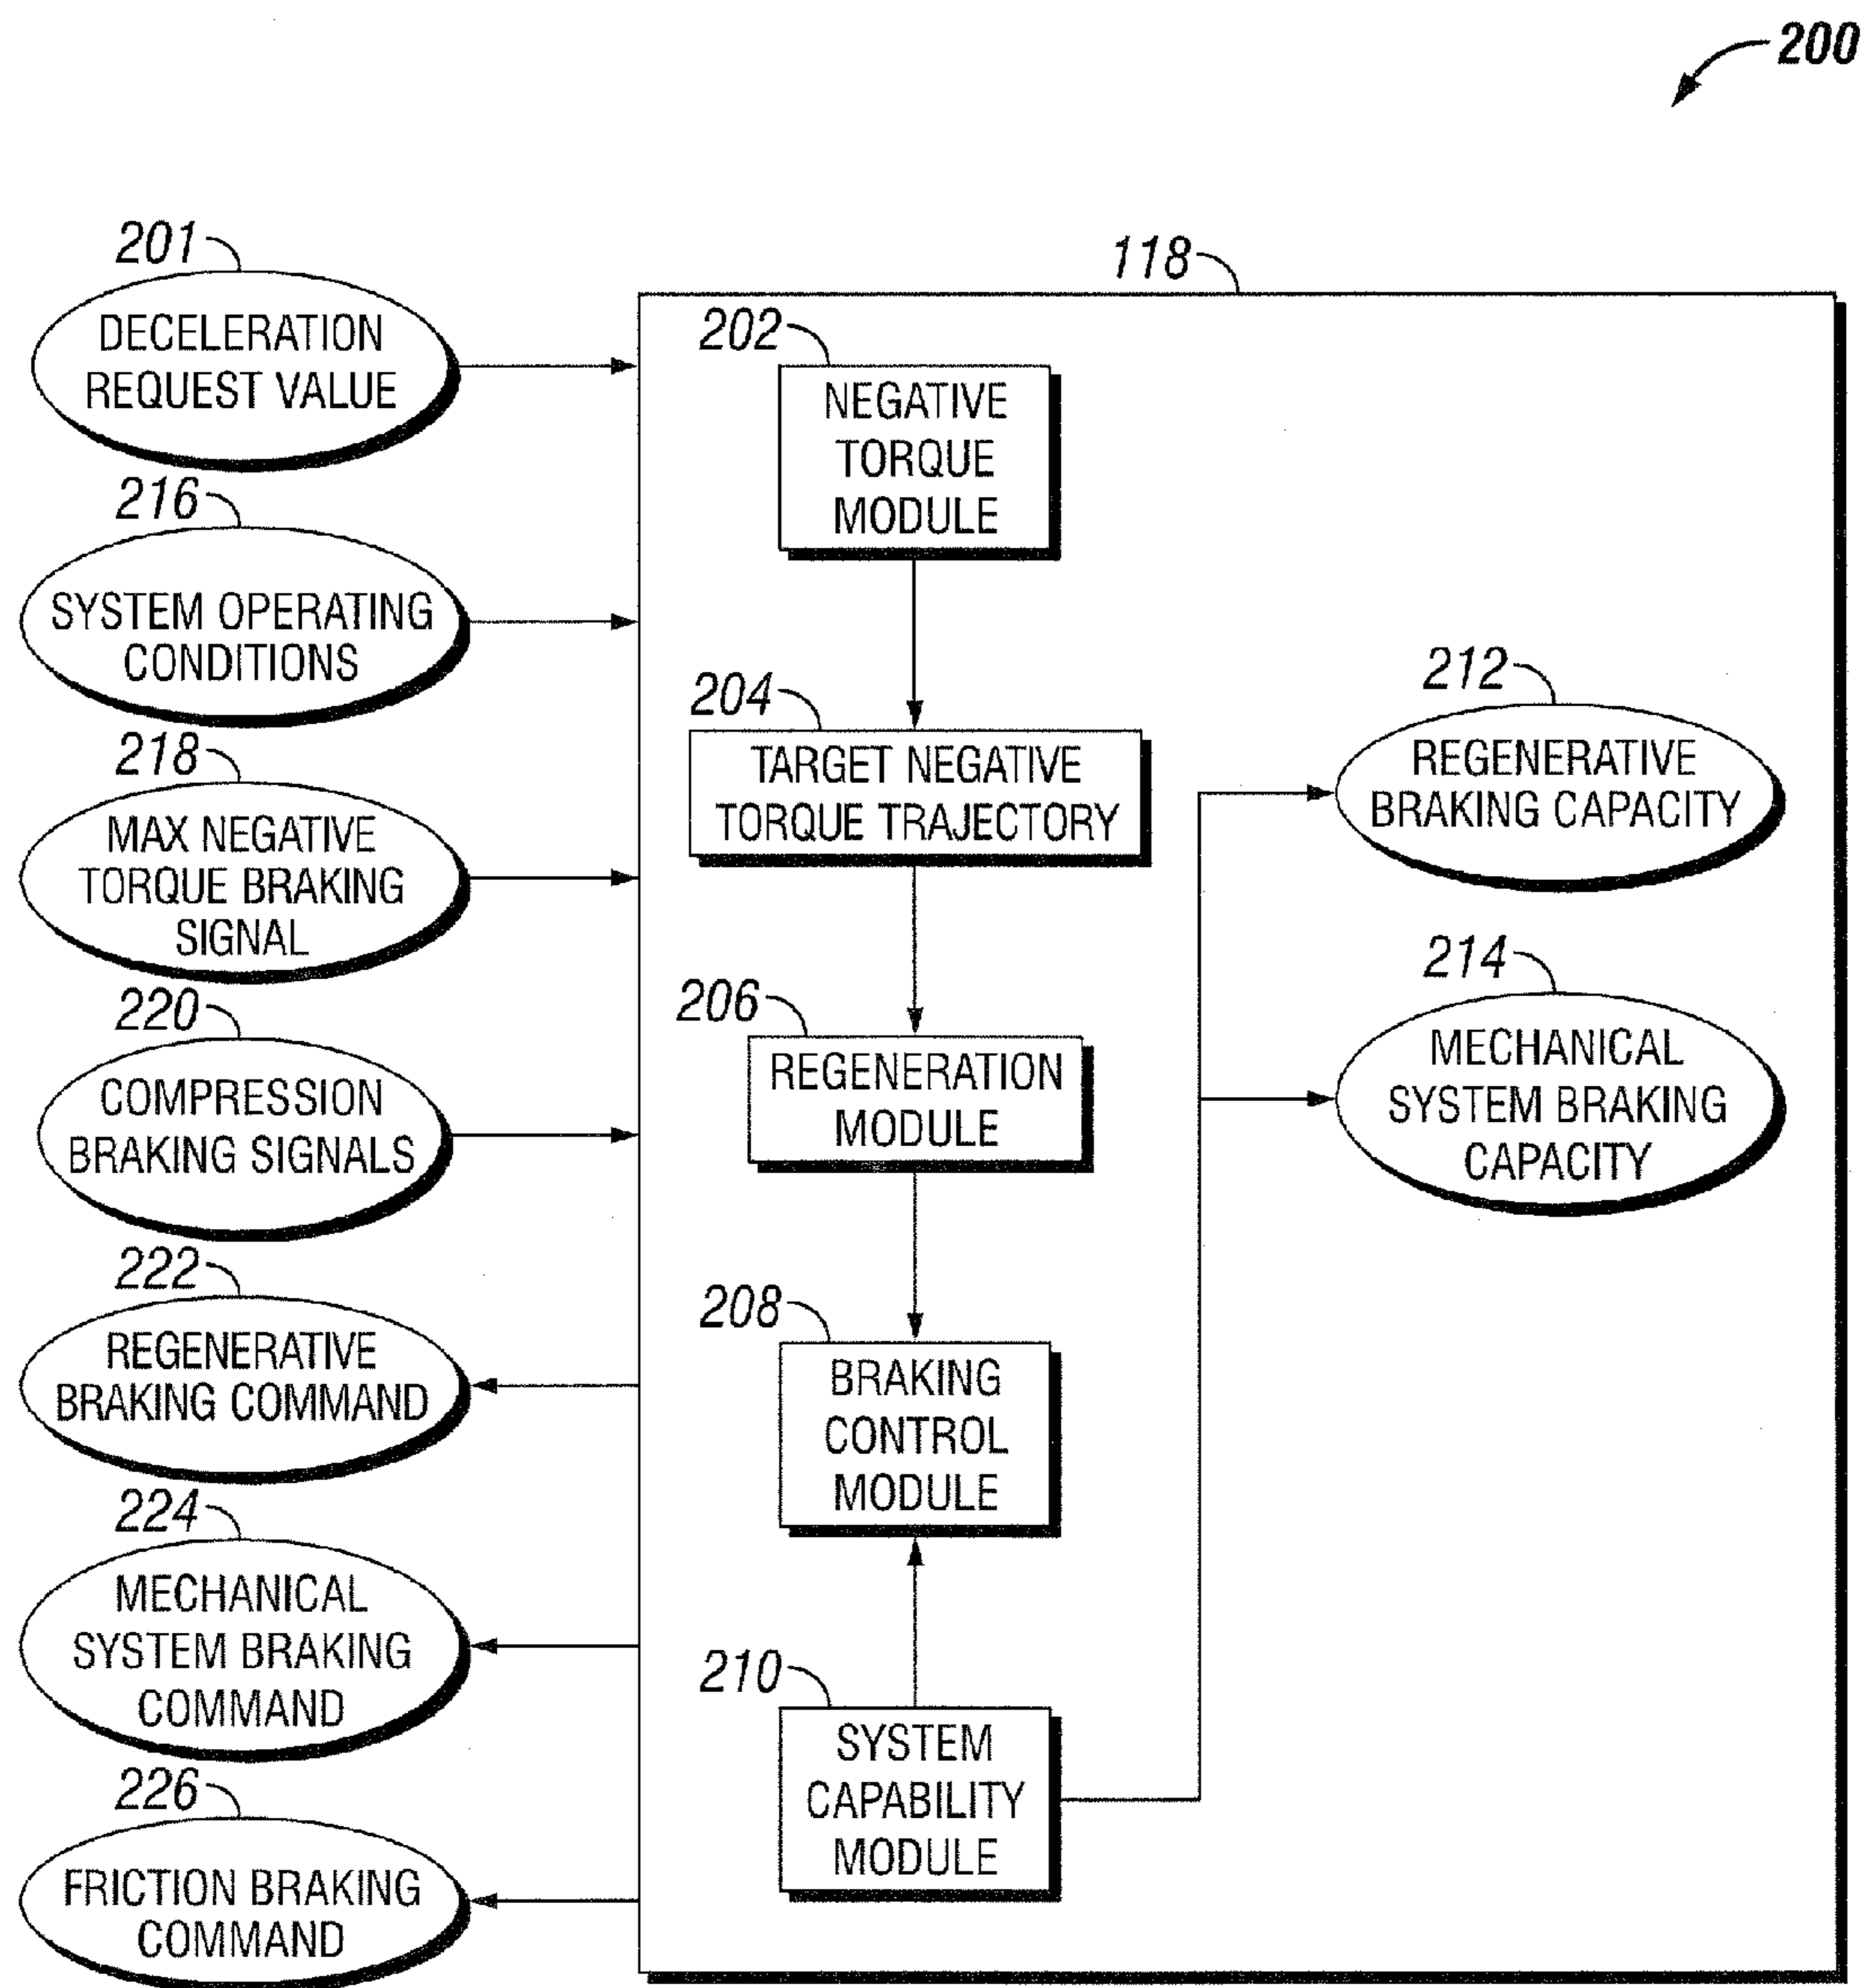 200
201
DECELERATION
REQUEST VALUE
216
SYSTEM OPERATING
CONDITIONS
218
MAX NEGATIVE
TORQUE BRAKING
SIGNAL
220
COMPRESSION
BRAKING SIGNALS
222
REGENERATIVE
BRAKING COMMAND
224
MECHANICAL
SYSTEM BRAKING
COMMAND
226
FRICTION BRAKING
COMMAND
118
202
NEGATIVE
TORQUE
MODULE
204
TARGET NEGATIVE
TORQUE TRAJECTORY
206
REGENERATION
MODULE
208
BRAKING
CONTROL
MODULE
210
SYSTEM
CAPABILITY
MODULE
212
REGENERATIVE
BRAKING CAPACITY
214
MECHANICAL
SYSTEM BRAKING
CAPACITY